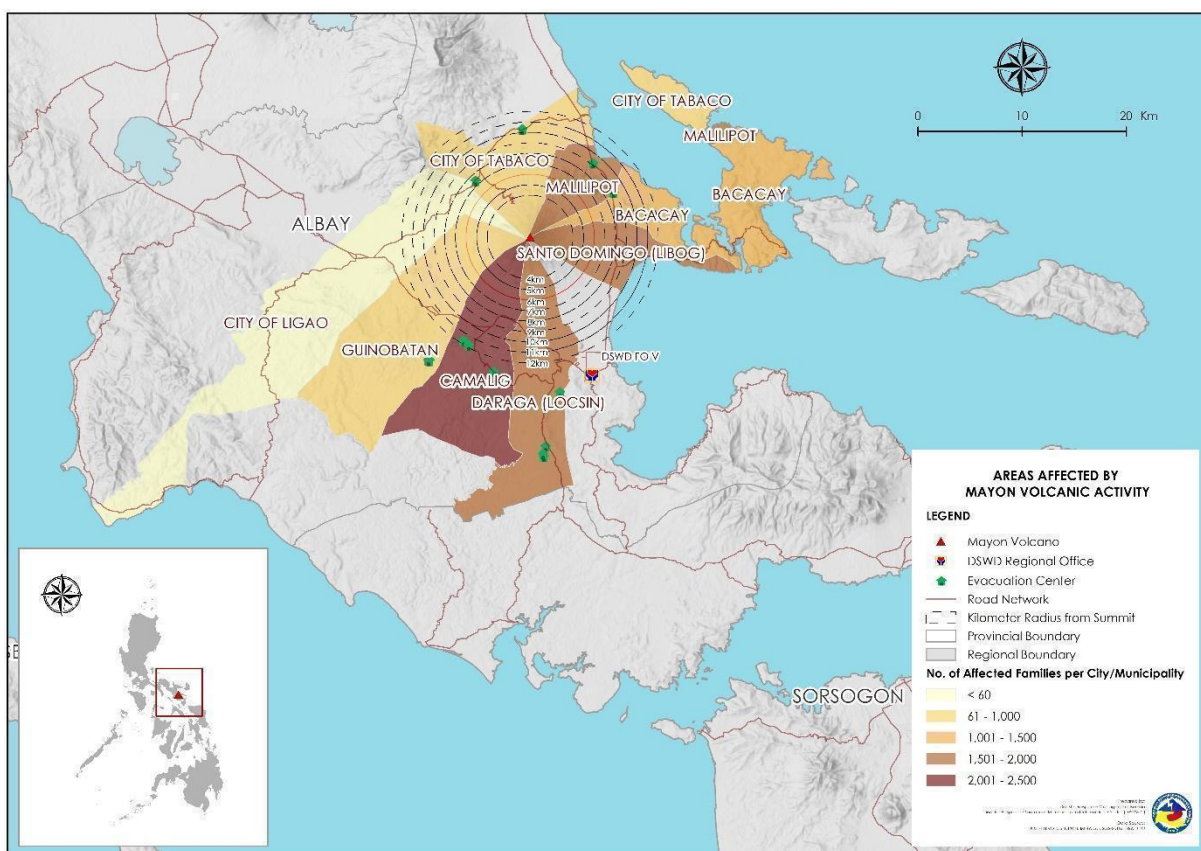 CITY OF TABACO
MALILIPOT
0 10 20 Km
CITY OF TABACO
MALILIPOT
BACACAY
BACACAY
ALBAY
SANTO DOMINGO (LIBOG)
4km
5km
6km
7km
8km
9km
10km
11km
12km
CITY OF LIGAO
GUINOBATAN
DSWD FO V
CAMALIG
DARAGA (LOCSIN)
SORSOGON
AREAS AFFECTED BY
MAYON VOLCANIC ACTIVITY
LEGEND
Mayon Volcano
DSWD Regional Office
Evacuation Center
Road Network
Kilometer Radius from Summit
Provincial Boundary
Regional Boundary
No. of Affected Families per City/Municipality
< 60
61 - 1,000
1,001 - 1,500
1,501 - 2,000
2,001 - 2,500